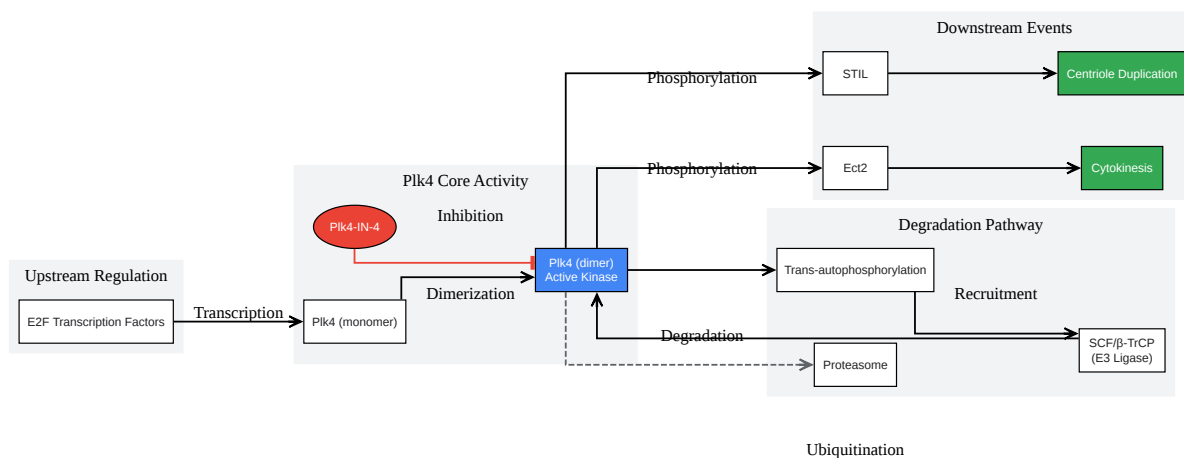 Downstream Events
Phosphorylation
STIL
Centriole Duplication
Phosphorylation
Ect2
Cytokinesis
Plk4 Core Activity
Inhibition
Plk4-IN-4
Degradation Pathway
Plk4 (dimer)
Active Kinase
Trans-autophosphorylation
Upstream Regulation
Dimerization
Recruitment
E2F Transcription Factors
Transcription
Plk4 (monomer)
Degradation
SCF/β-TrCP
(E3 Ligase)
Proteasome
Ubiquitination